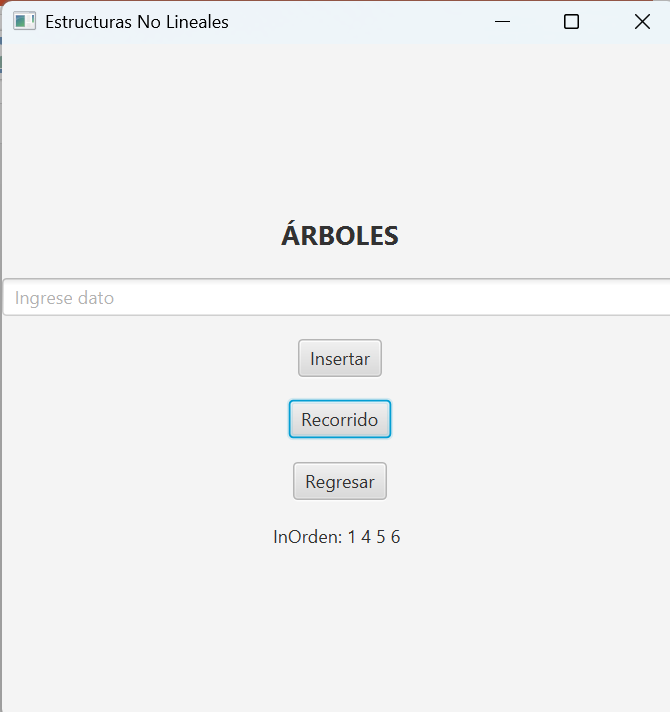 Estructuras No Lineales
ÁRBOLES
Ingrese dato
Insertar
Recorrido
Regresar
InOrden: 1 4 5 6